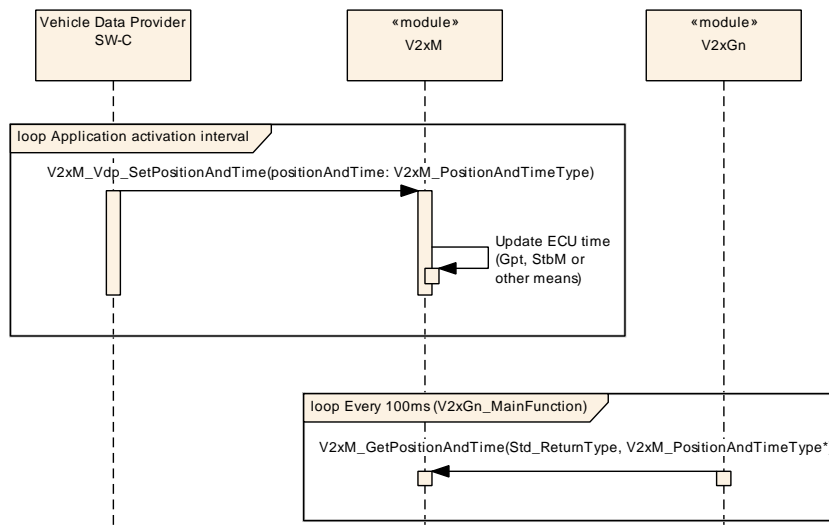 Vehicle Data Provider
SW-C
«module»
V2xM
«module»
V2xGn
loop Application activation interval
V2xM_Vdp_SetPositionAndTime(positionAndTime: V2xM_PositionAndTimeType)
Update ECU time
(Gpt, StbM or
other means)
loop Every 100ms (V2xGn_MainFunction)
V2xM_GetPositionAndTime(Std_ReturnType, V2xM_PositionAndTimeType*